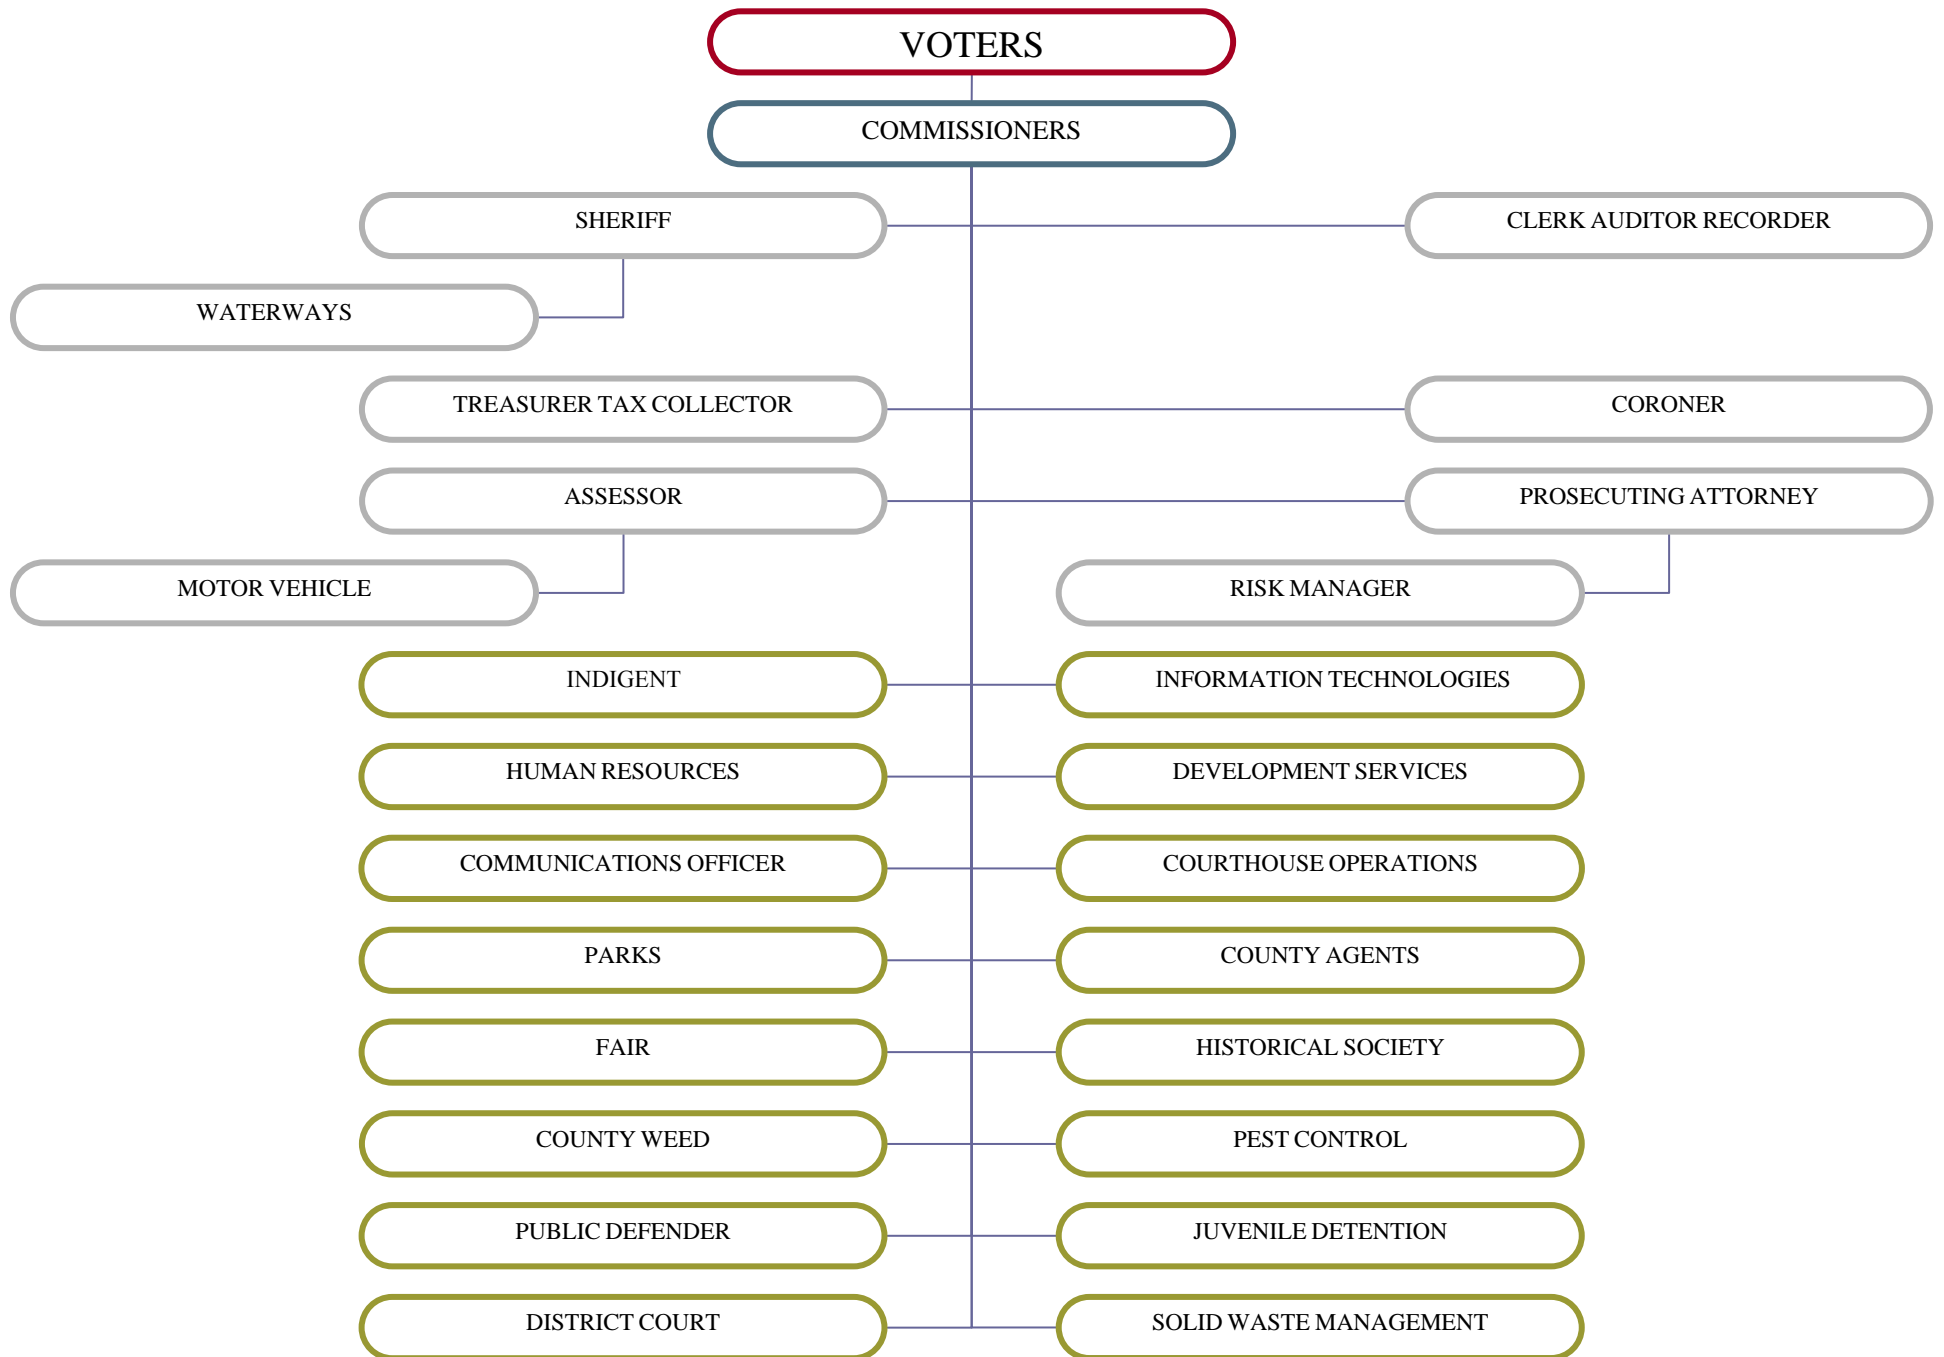 VOTERS
COMMISSIONERS
SHERIFF
CLERK AUDITOR RECORDER
WATERWAYS
TREASURER TAX COLLECTOR
CORONER
ASSESSOR
PROSECUTING ATTORNEY
MOTOR VEHICLE
RISK MANAGER
INDIGENT
INFORMATION TECHNOLOGIES
HUMAN RESOURCES
DEVELOPMENT SERVICES
COMMUNICATIONS OFFICER
COURTHOUSE OPERATIONS
PARKS
COUNTY AGENTS
FAIR
HISTORICAL SOCIETY
COUNTY WEED
PEST CONTROL
PUBLIC DEFENDER
JUVENILE DETENTION
DISTRICT COURT
SOLID WASTE MANAGEMENT